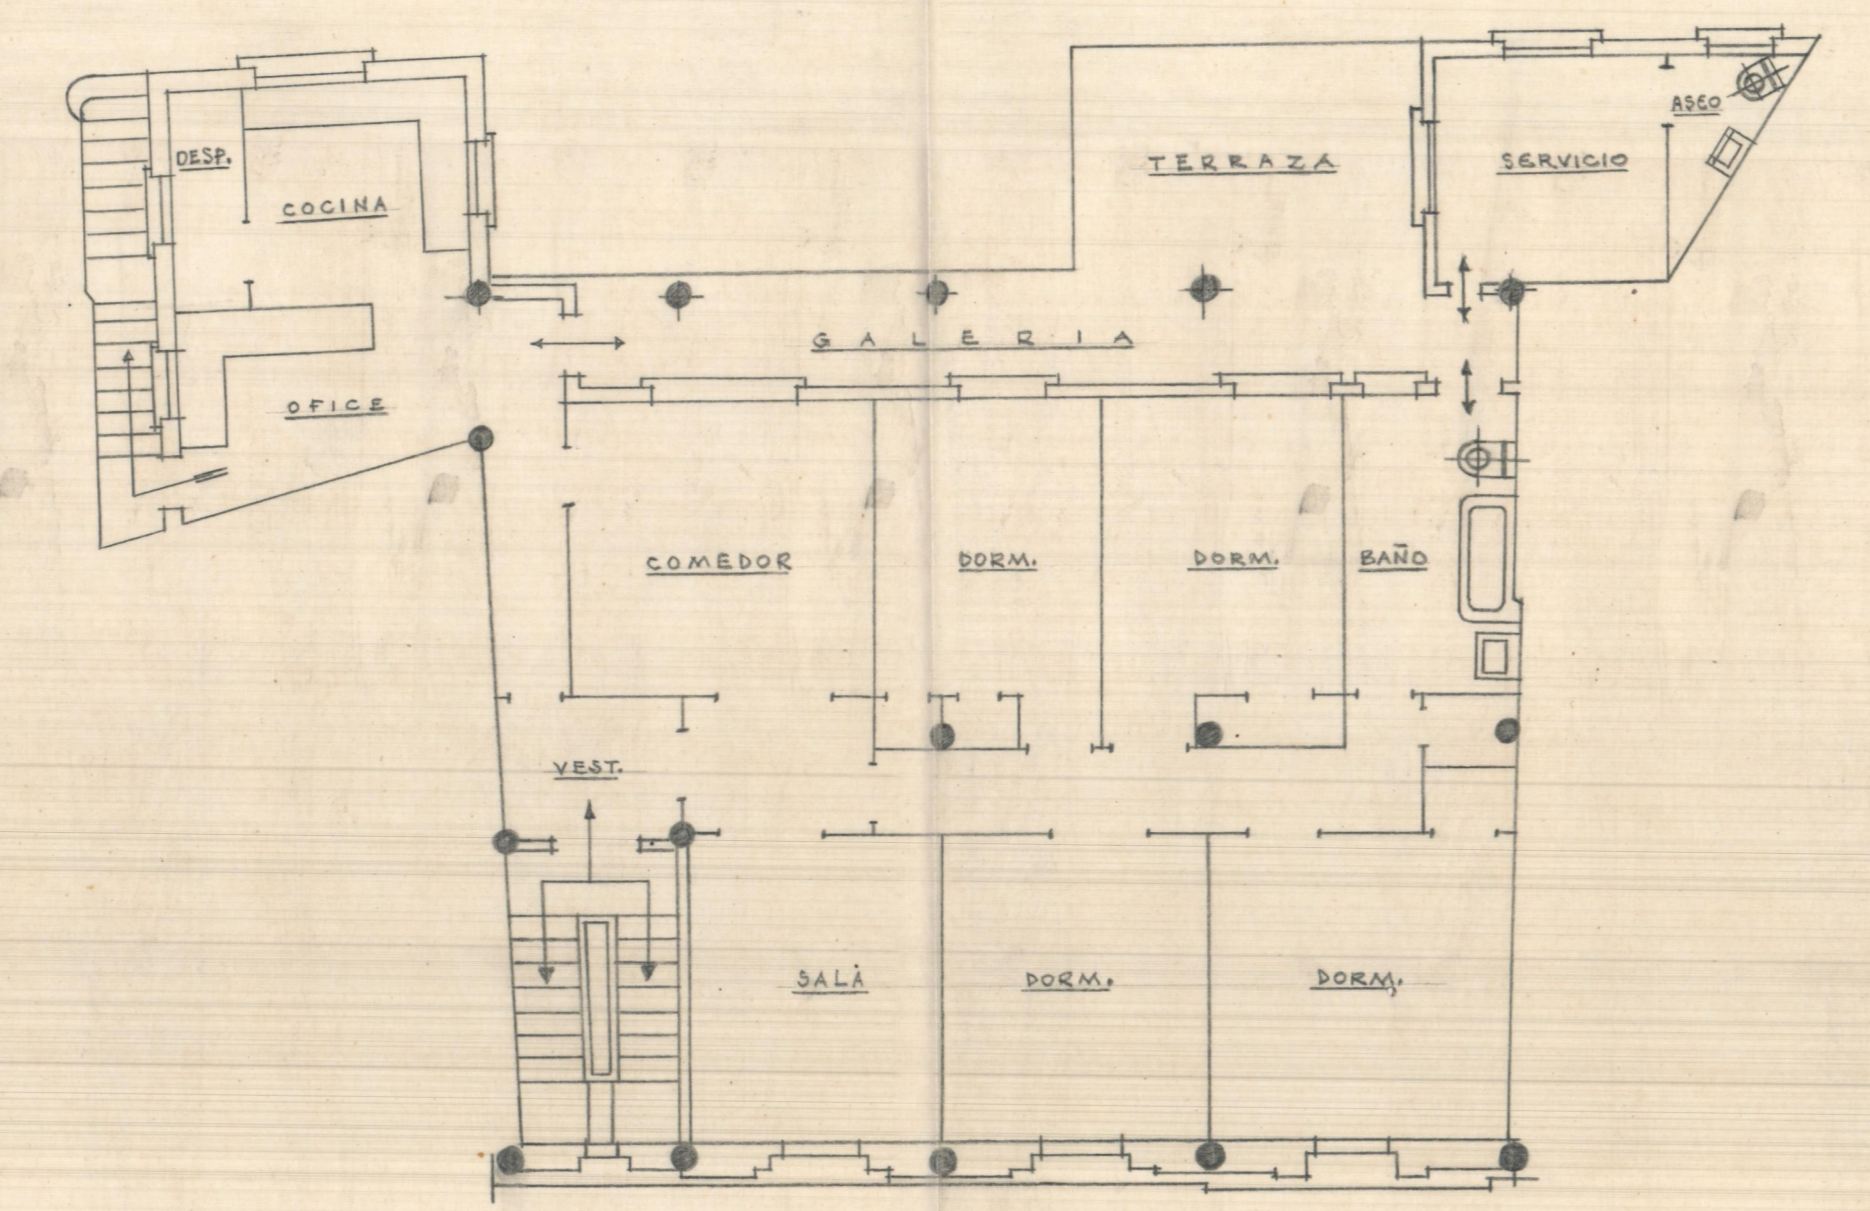 ASEO
DESP.
TERRAZA
SERVICIO
COCINA
GALERIA
OFICE
COMEDOR
DORM.
DORM.
BAÑO
VEST.
SALA
DORM.
DORM.